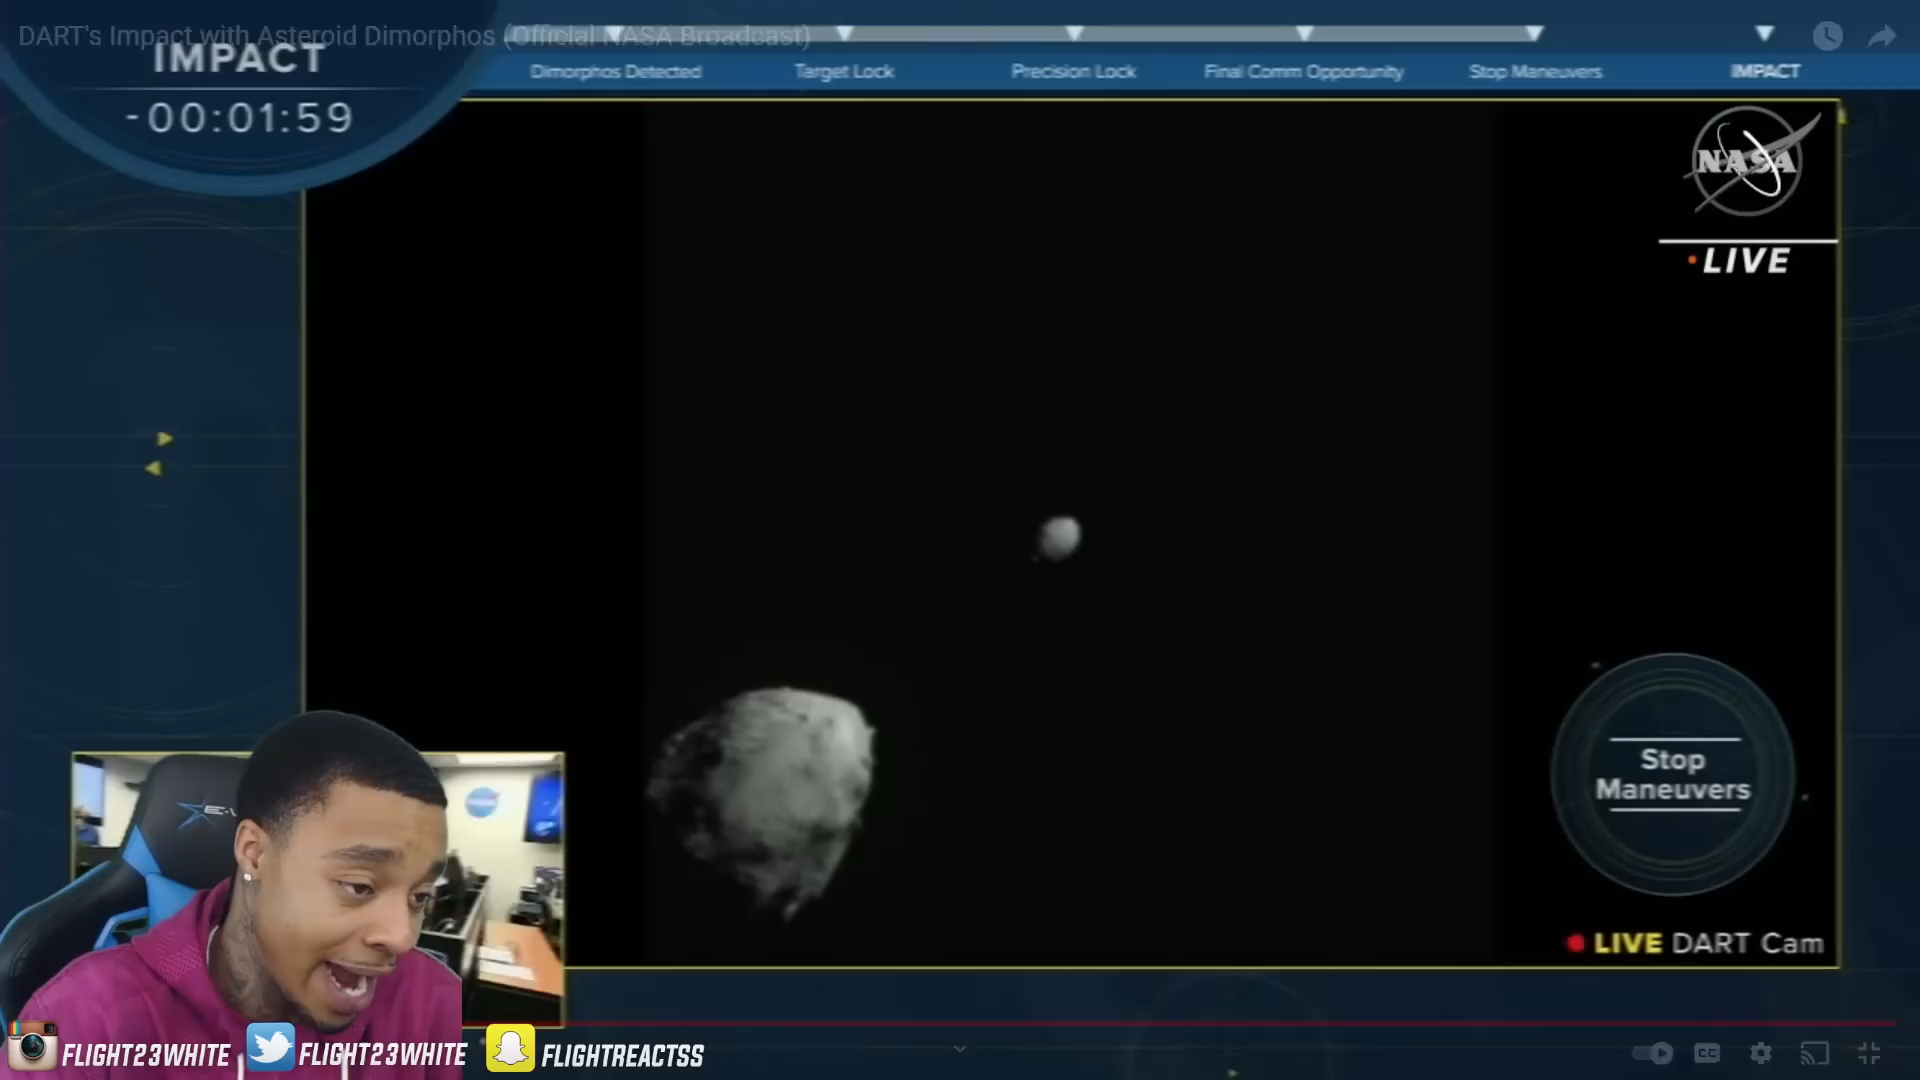 DART's Impact with Asteroid Dimorphos (Official NASA Broadcast)
IMPACT
-00:01:59
Dimorphos Detected
Target Lock
Precision Lock
Final Comm Opportunity
Stop Maneuvers
IMPACT
NASA
LIVE
Stop
Maneuvers
LIVE DART Cam
FLIGHT23WHITE
FLIGHT23WHITE
FLIGHTREACTSS
CC